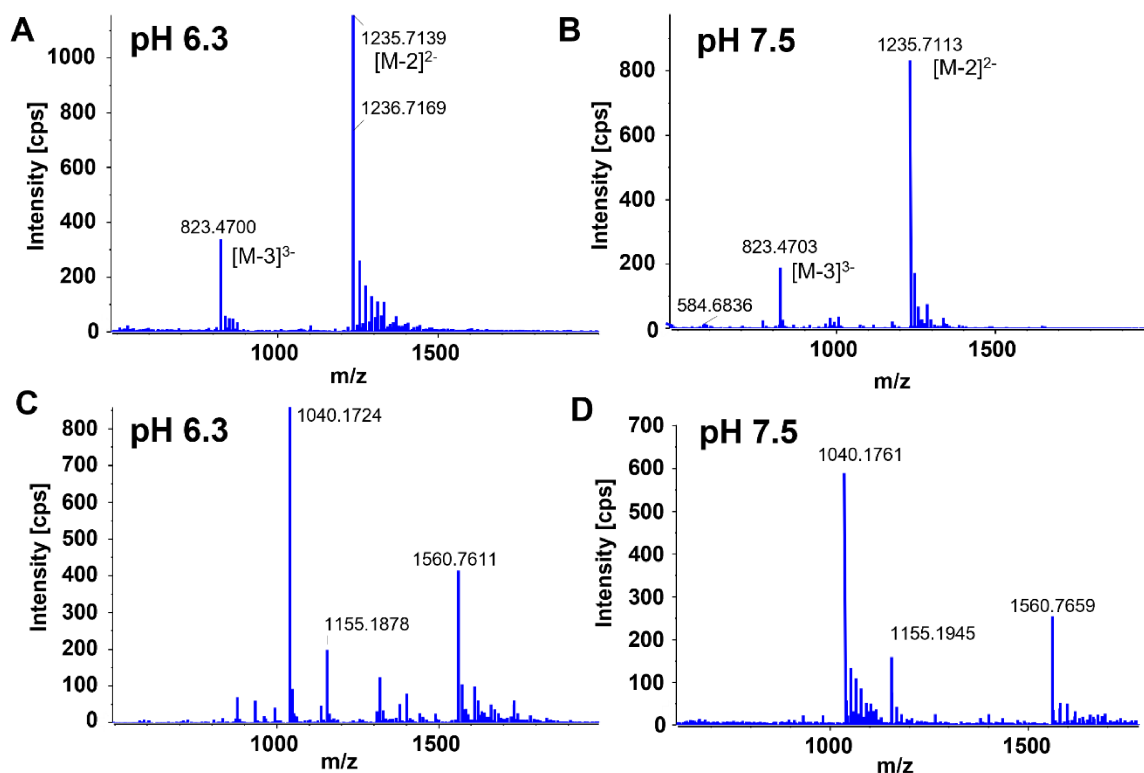 A
pH 6.3
1000
800
600
400
200
0
Intensity [cps]
1235.7139
[M-2]²⁻
1236.7169
823.4700
[M-3]³⁻
1000
1500
m/z
B
pH 7.5
800
600
400
200
0
Intensity [cps]
1235.7113
[M-2]²⁻
823.4703
[M-3]³⁻
584.6836
1000
1500
m/z
C
pH 6.3
800
700
600
500
400
300
200
100
0
Intensity [cps]
1040.1724
1560.7611
1155.1878
1000
1500
m/z
D
pH 7.5
700
600
500
400
300
200
100
0
Intensity [cps]
1040.1761
1560.7659
1155.1945
1000
1500
m/z